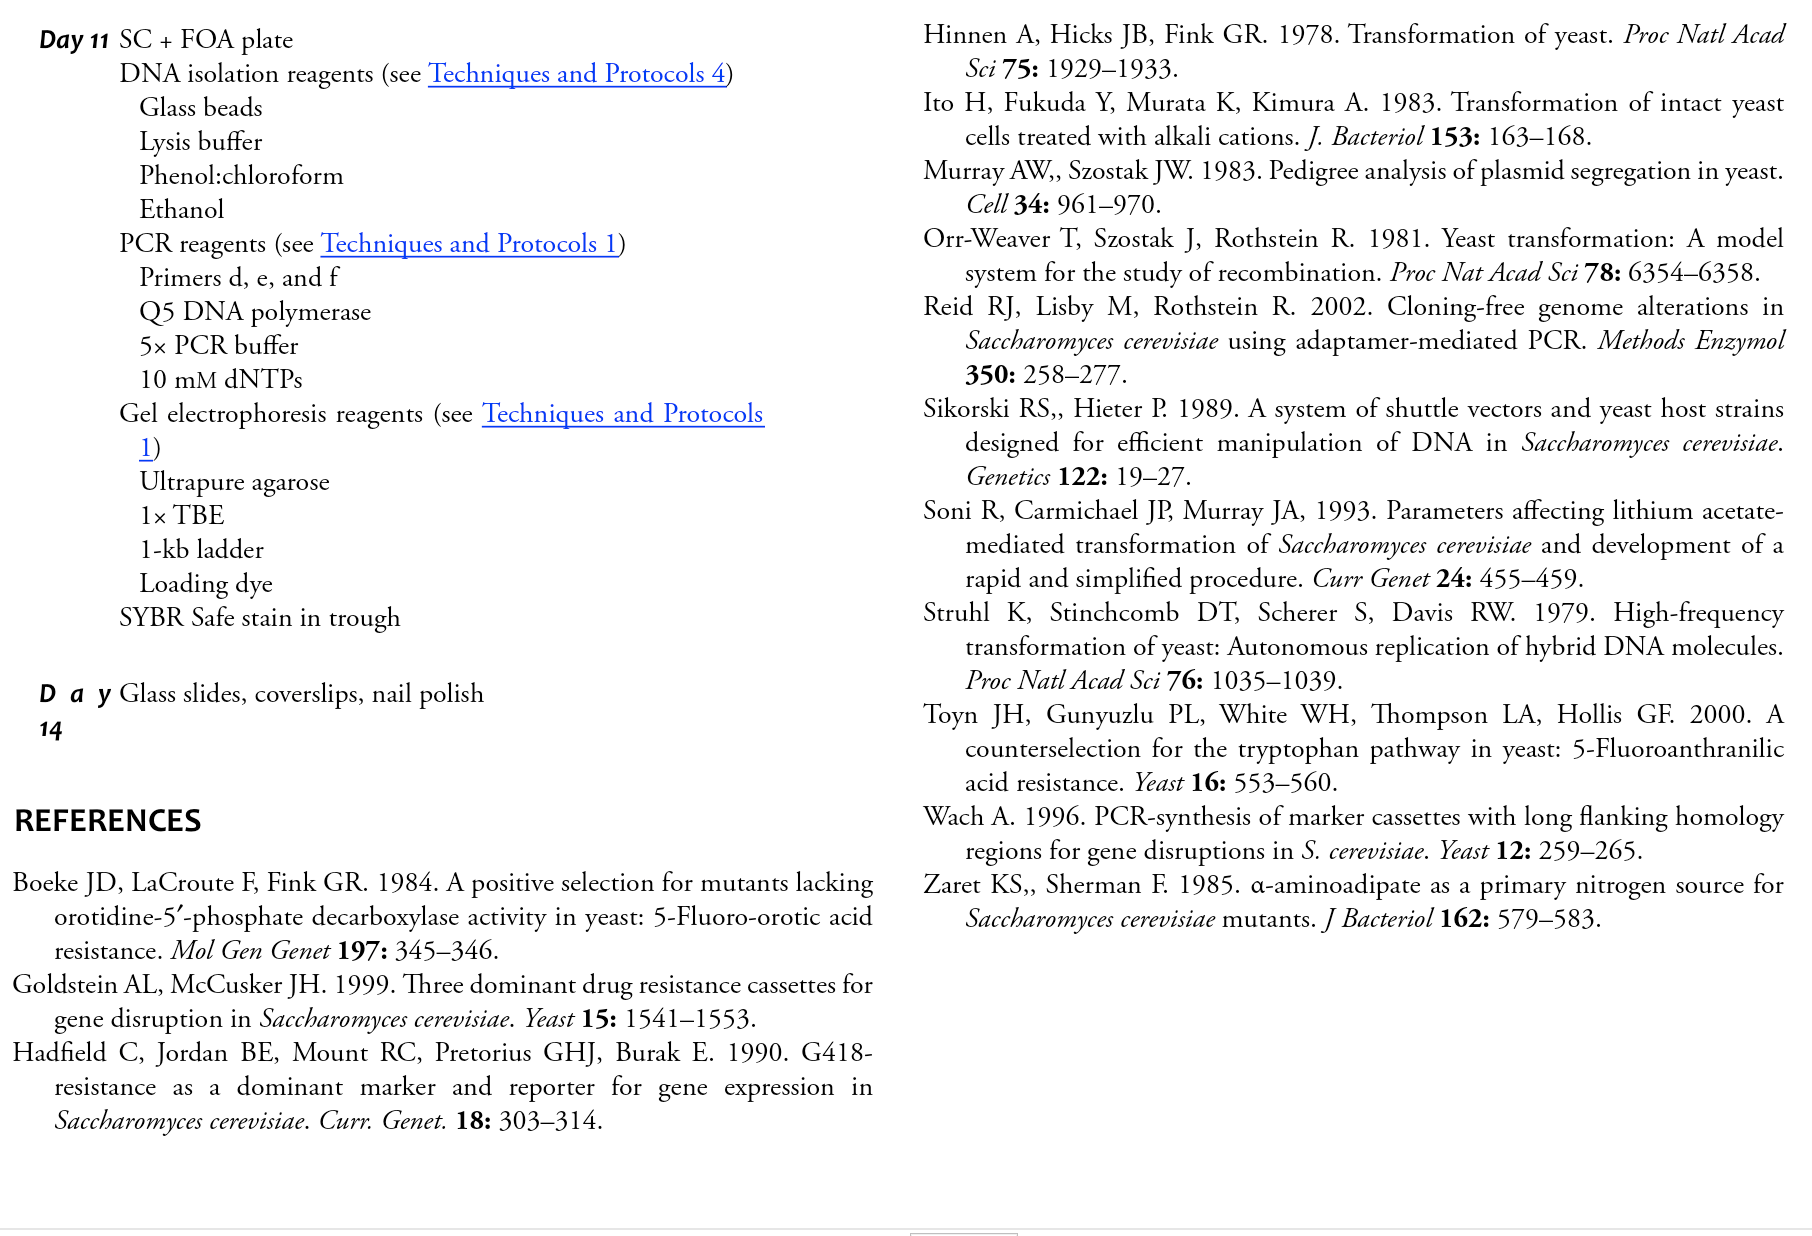 Day 11 SC + FOA plate
DNA isolation reagents (see Techniques and Protocols 4)
Glass beads
Lysis buffer
Phenol:chloroform
Ethanol
PCR reagents (see Techniques and Protocols 1)
Primers d, e, and f
Q5 DNA polymerase
5× PCR buffer
10 mM dNTPs
Gel electrophoresis reagents (see Techniques and Protocols
1)
Ultrapure agarose
1× TBE
1-kb ladder
Loading dye
SYBR Safe stain in trough
D a y Glass slides, coverslips, nail polish
14
REFERENCES
Boeke JD, LaCroute F, Fink GR. 1984. A positive selection for mutants lacking
orotidine-5′-phosphate decarboxylase activity in yeast: 5-Fluoro-orotic acid
resistance. Mol Gen Genet 197: 345–346.
Goldstein AL, McCusker JH. 1999. Three dominant drug resistance cassettes for
gene disruption in Saccharomyces cerevisiae. Yeast 15: 1541–1553.
Hadfield C, Jordan BE, Mount RC, Pretorius GHJ, Burak E. 1990. G418-
resistance as a dominant marker and reporter for gene expression in
Saccharomyces cerevisiae. Curr. Genet. 18: 303–314.
Hinnen A, Hicks JB, Fink GR. 1978. Transformation of yeast. Proc Natl Acad
Sci 75: 1929–1933.
Ito H, Fukuda Y, Murata K, Kimura A. 1983. Transformation of intact yeast
cells treated with alkali cations. J. Bacteriol 153: 163–168.
Murray AW,, Szostak JW. 1983. Pedigree analysis of plasmid segregation in yeast.
Cell 34: 961–970.
Orr-Weaver T, Szostak J, Rothstein R. 1981. Yeast transformation: A model
system for the study of recombination. Proc Nat Acad Sci 78: 6354–6358.
Reid RJ, Lisby M, Rothstein R. 2002. Cloning-free genome alterations in
Saccharomyces cerevisiae using adaptamer-mediated PCR. Methods Enzymol
350: 258–277.
Sikorski RS,, Hieter P. 1989. A system of shuttle vectors and yeast host strains
designed for efficient manipulation of DNA in Saccharomyces cerevisiae.
Genetics 122: 19–27.
Soni R, Carmichael JP, Murray JA, 1993. Parameters affecting lithium acetate-
mediated transformation of Saccharomyces cerevisiae and development of a
rapid and simplified procedure. Curr Genet 24: 455–459.
Struhl K, Stinchcomb DT, Scherer S, Davis RW. 1979. High-frequency
transformation of yeast: Autonomous replication of hybrid DNA molecules.
Proc Natl Acad Sci 76: 1035–1039.
Toyn JH, Gunyuzlu PL, White WH, Thompson LA, Hollis GF. 2000. A
counterselection for the tryptophan pathway in yeast: 5-Fluoroanthranilic
acid resistance. Yeast 16: 553–560.
Wach A. 1996. PCR-synthesis of marker cassettes with long flanking homology
regions for gene disruptions in S. cerevisiae. Yeast 12: 259–265.
Zaret KS,, Sherman F. 1985. α-aminoadipate as a primary nitrogen source for
Saccharomyces cerevisiae mutants. J Bacteriol 162: 579–583.